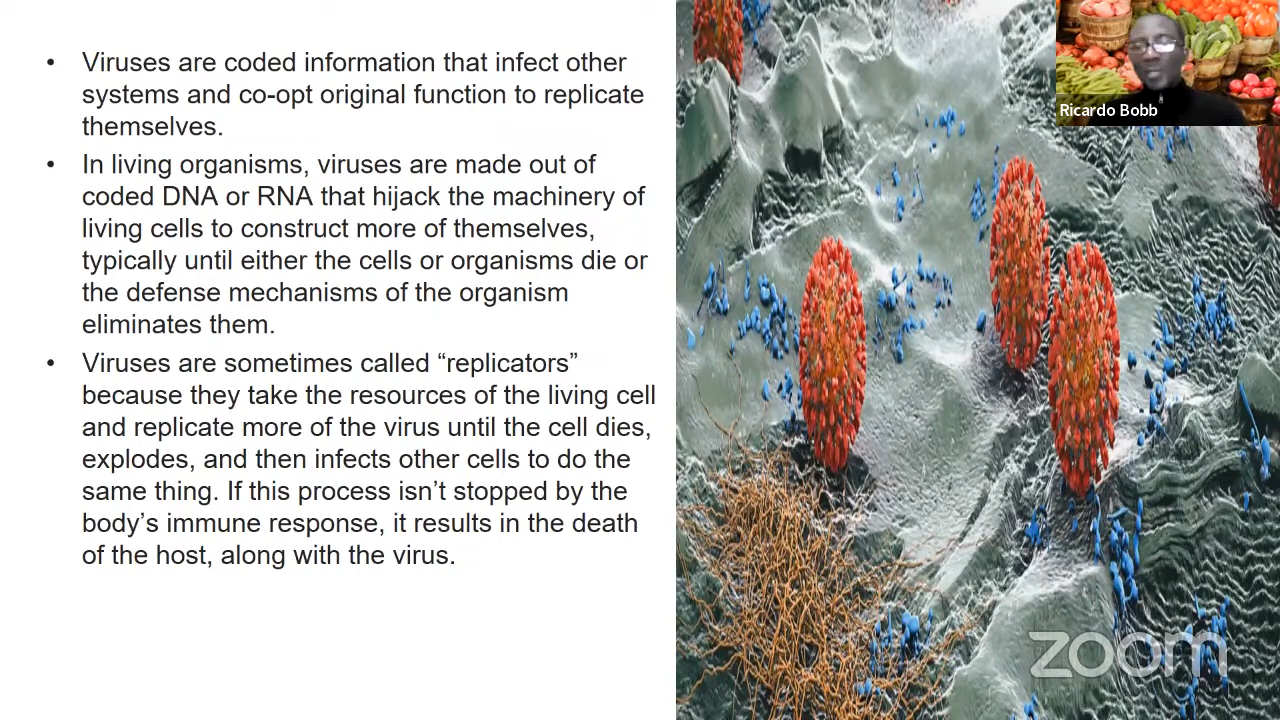 • Viruses are coded information that infect other
systems and co-opt original function to replicate
themselves.
• In living organisms, viruses are made out of
coded DNA or RNA that hijack the machinery of
living cells to construct more of themselves,
typically until either the cells or organisms die or
the defense mechanisms of the organism
eliminates them.
• Viruses are sometimes called “replicators”
because they take the resources of the living cell
and replicate more of the virus until the cell dies,
explodes, and then infects other cells to do the
same thing. If this process isn’t stopped by the
body’s immune response, it results in the death
of the host, along with the virus.
Ricardo Bobb
zoom